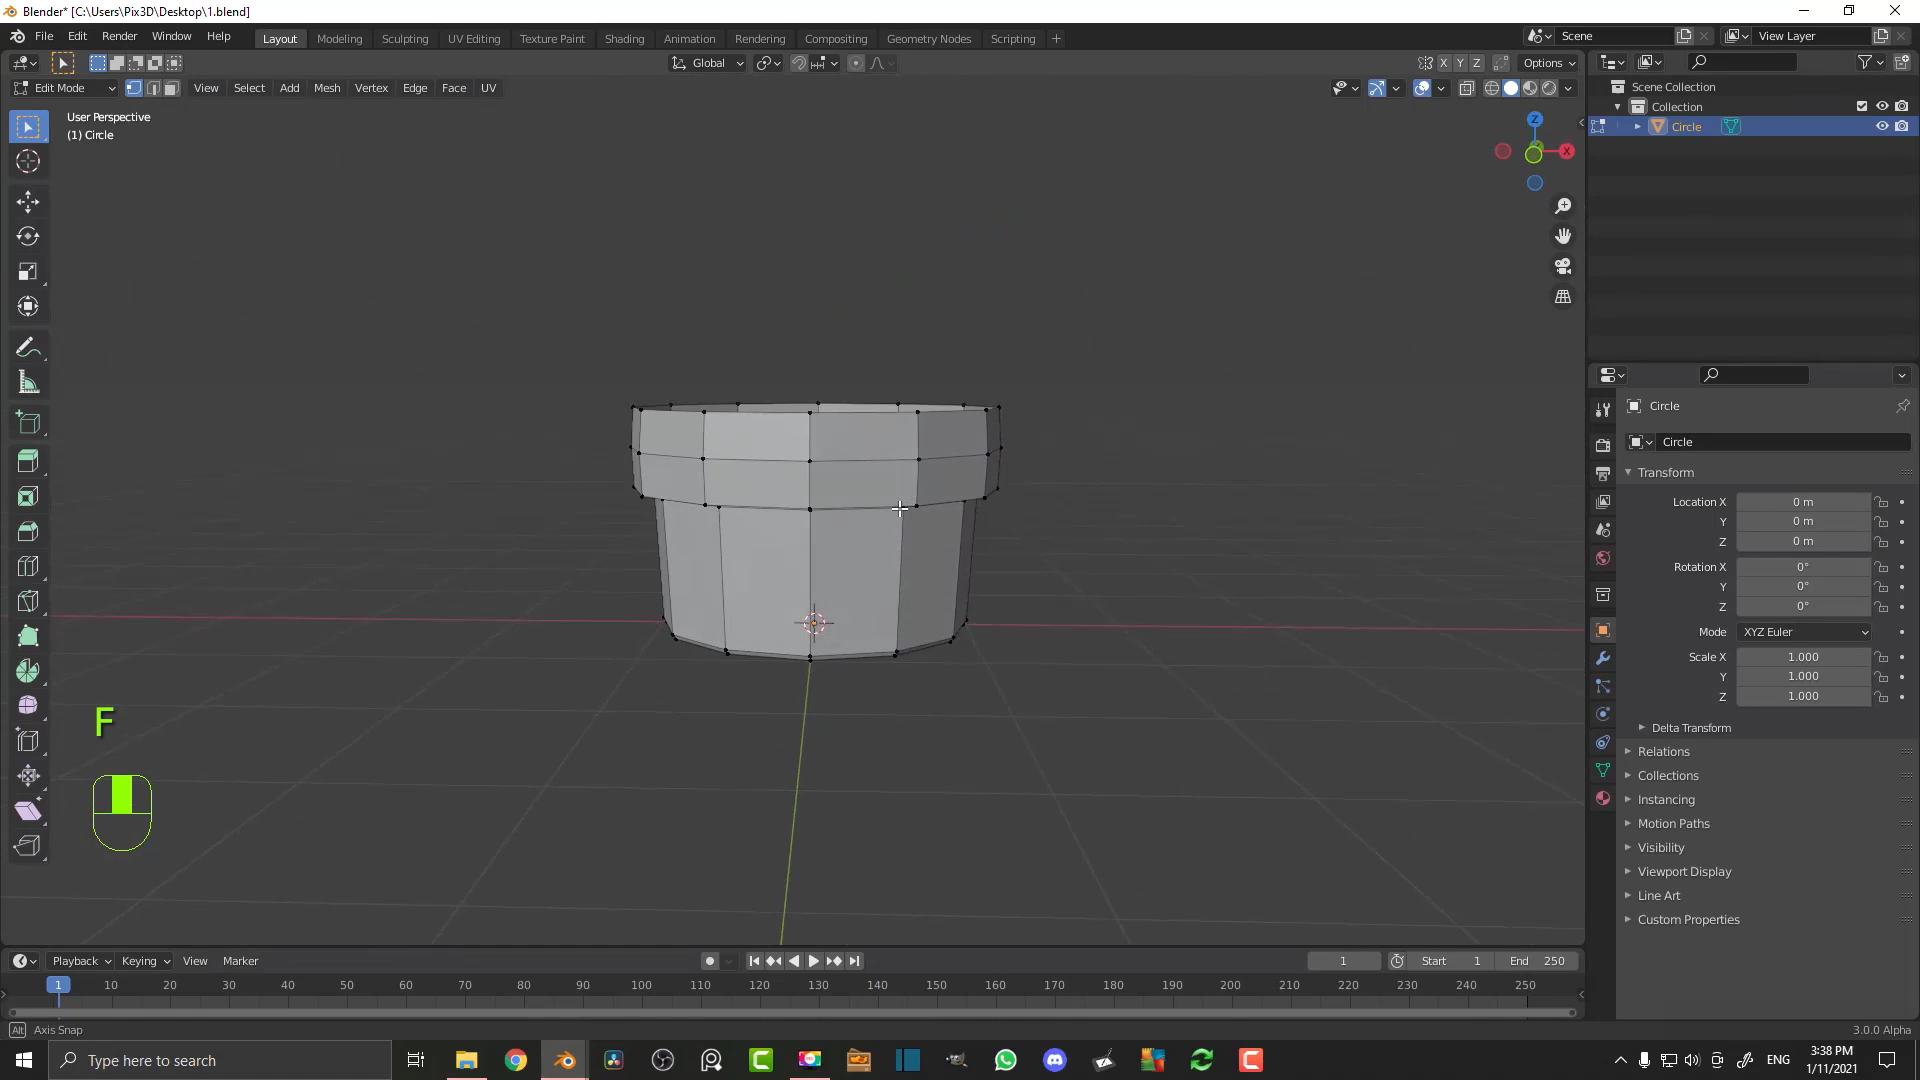 Blender* [C:\Users\Pix3D\Desktop\1.blend]
File Edit Render Window Help
Layout Modeling Sculpting UV Editing Texture Paint Shading Animation Rendering Compositing Geometry Nodes Scripting +
Scene
View Layer
Global
X Y Z
Options
Edit Mode
View Select Add Mesh Vertex Edge Face UV
User Perspective
(1) Circle
Z
X
Scene Collection
Collection
Circle
Circle
Circle
Transform
Location X 0 m
Y 0 m
Z 0 m
Rotation X 0°
Y 0°
Z 0°
Mode XYZ Euler
Scale X 1.000
Y 1.000
Z 1.000
Delta Transform
Relations
Collections
Instancing
Motion Paths
Visibility
Viewport Display
Line Art
Custom Properties
F
Playback Keying View Marker
1
Start 1
End 250
1 10 20 30 40 50 60 70 80 90 100 110 120 130 140 150 160 170 180 190 200 210 220 230 240 250
Alt Axis Snap
3.0.0 Alpha
Type here to search
ENG
3:38 PM
1/11/2021